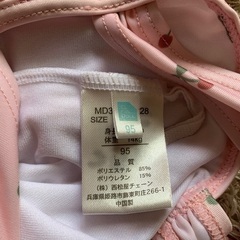 MD3 28
SIZE 95
95
品質
ポリエステル 85%
ポリウレタン 15%
(株)西松屋チェーン
兵庫県姫路市飾東町庄266-1
中国製